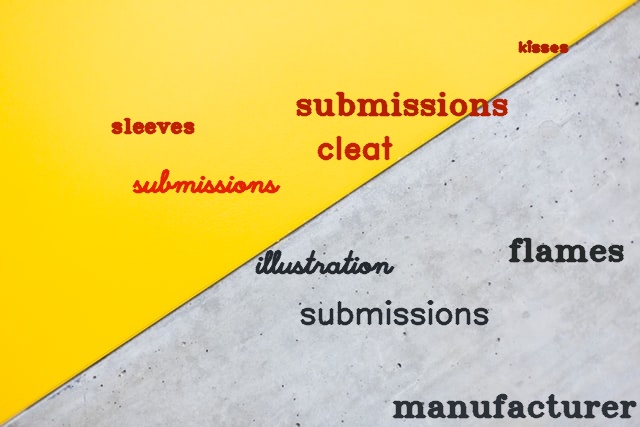 kisses
submissions
sleeves
cleat
submissions
flames
illustration
submissions
manufacturer